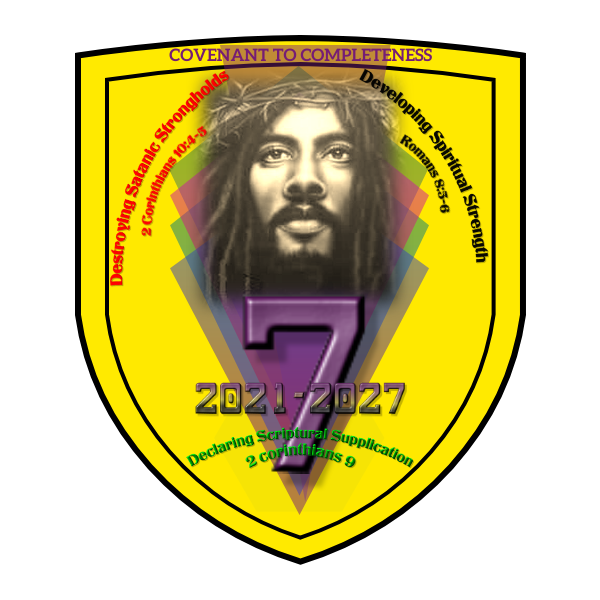 COVENANT TO COMPLETENESS
Destroying Satanic Strongholds
2 Corinthians 10:4-5
Developing Spiritual Strength
Romans 8:5-6
7
2021-2027
Declaring Scriptural Supplication
2 corinthians 9